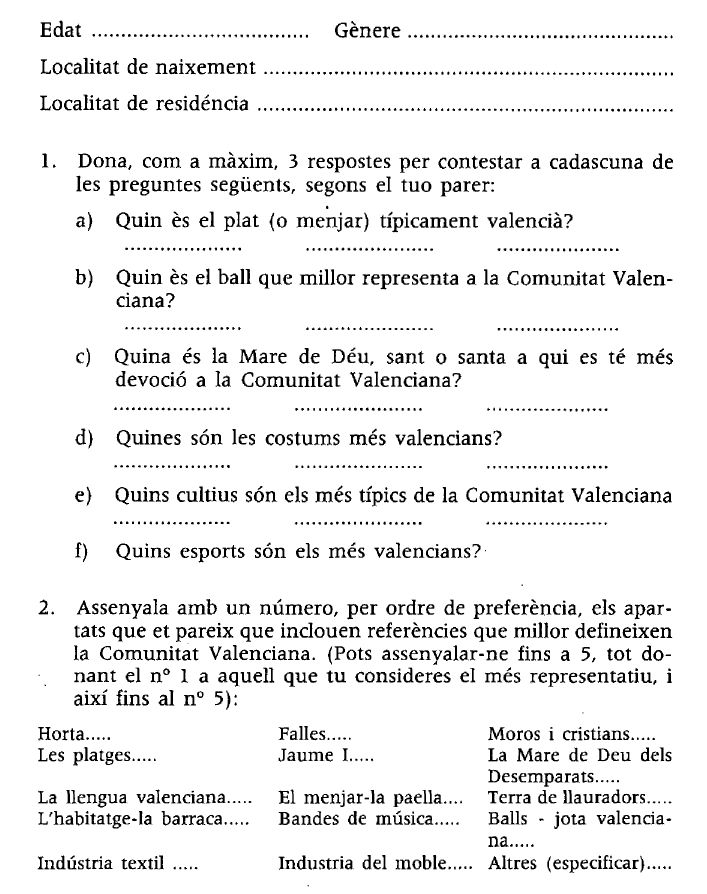 Edat ..................................... Gènere .............................................
Localitat de naixement .....................................................................
Localitat de residéncia ......................................................................
1. Dona, com a màxim, 3 respostes per contestar a cadascuna de
les preguntes següents, segons el tuo parer:
a) Quin ès el plat (o menjar) típicament valencià?
.................... ...................... .....................
b) Quin ès el ball que millor representa a la Comunitat Valen-
ciana?
.................... ...................... .....................
c) Quina és la Mare de Déu, sant o santa a qui es té més
devoció a la Comunitat Valenciana?
.................... ...................... .....................
d) Quines són les costums més valencians?
.................... ...................... .....................
e) Quins cultius són els més típics de la Comunitat Valenciana
.................... ...................... .....................
f) Quins esports són els més valencians?
2. Assenyala amb un número, per ordre de preferència, els apar-
tats que et pareix que inclouen referències que millor defineixen
la Comunitat Valenciana. (Pots assenyalar-ne fins a 5, tot do-
nant el nº 1 a aquell que tu consideres el més representatiu, i
així fins al nº 5):
Horta..... Falles..... Moros i cristians.....
Les platges..... Jaume I..... La Mare de Deu dels
Desemparats.....
La llengua valenciana..... El menjar-la paella.... Terra de llauradors.....
L'habitatge-la barraca..... Bandes de música..... Balls - jota valencia-
na.....
Indústria textil ..... Industria del moble..... Altres (especificar).....